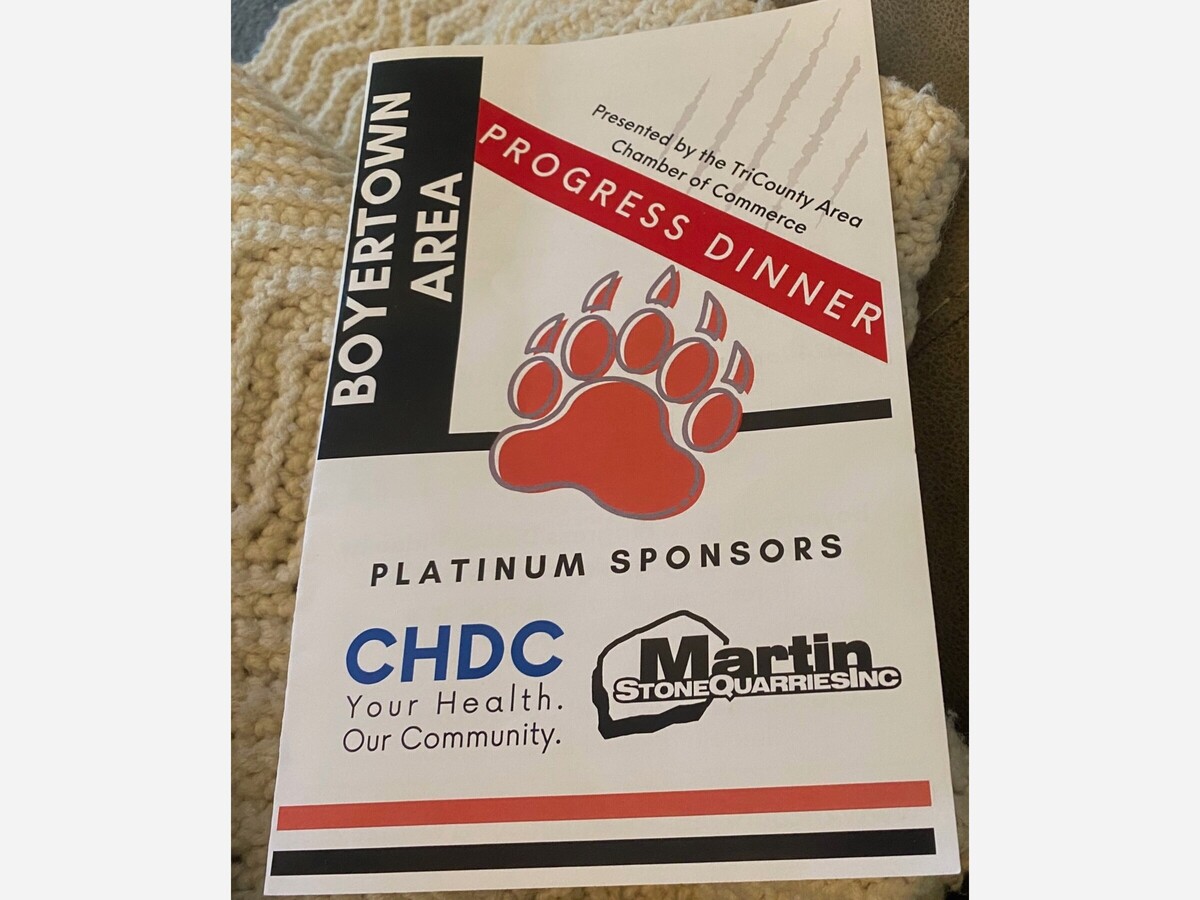 BOYERTOWN
AREA
Presented by the TriCounty Area
Chamber of Commerce
PROGRESS DINNER
PLATINUM SPONSORS
CHDC
Your Health.
Our Community.
Martin
STONEQUARRIESINC